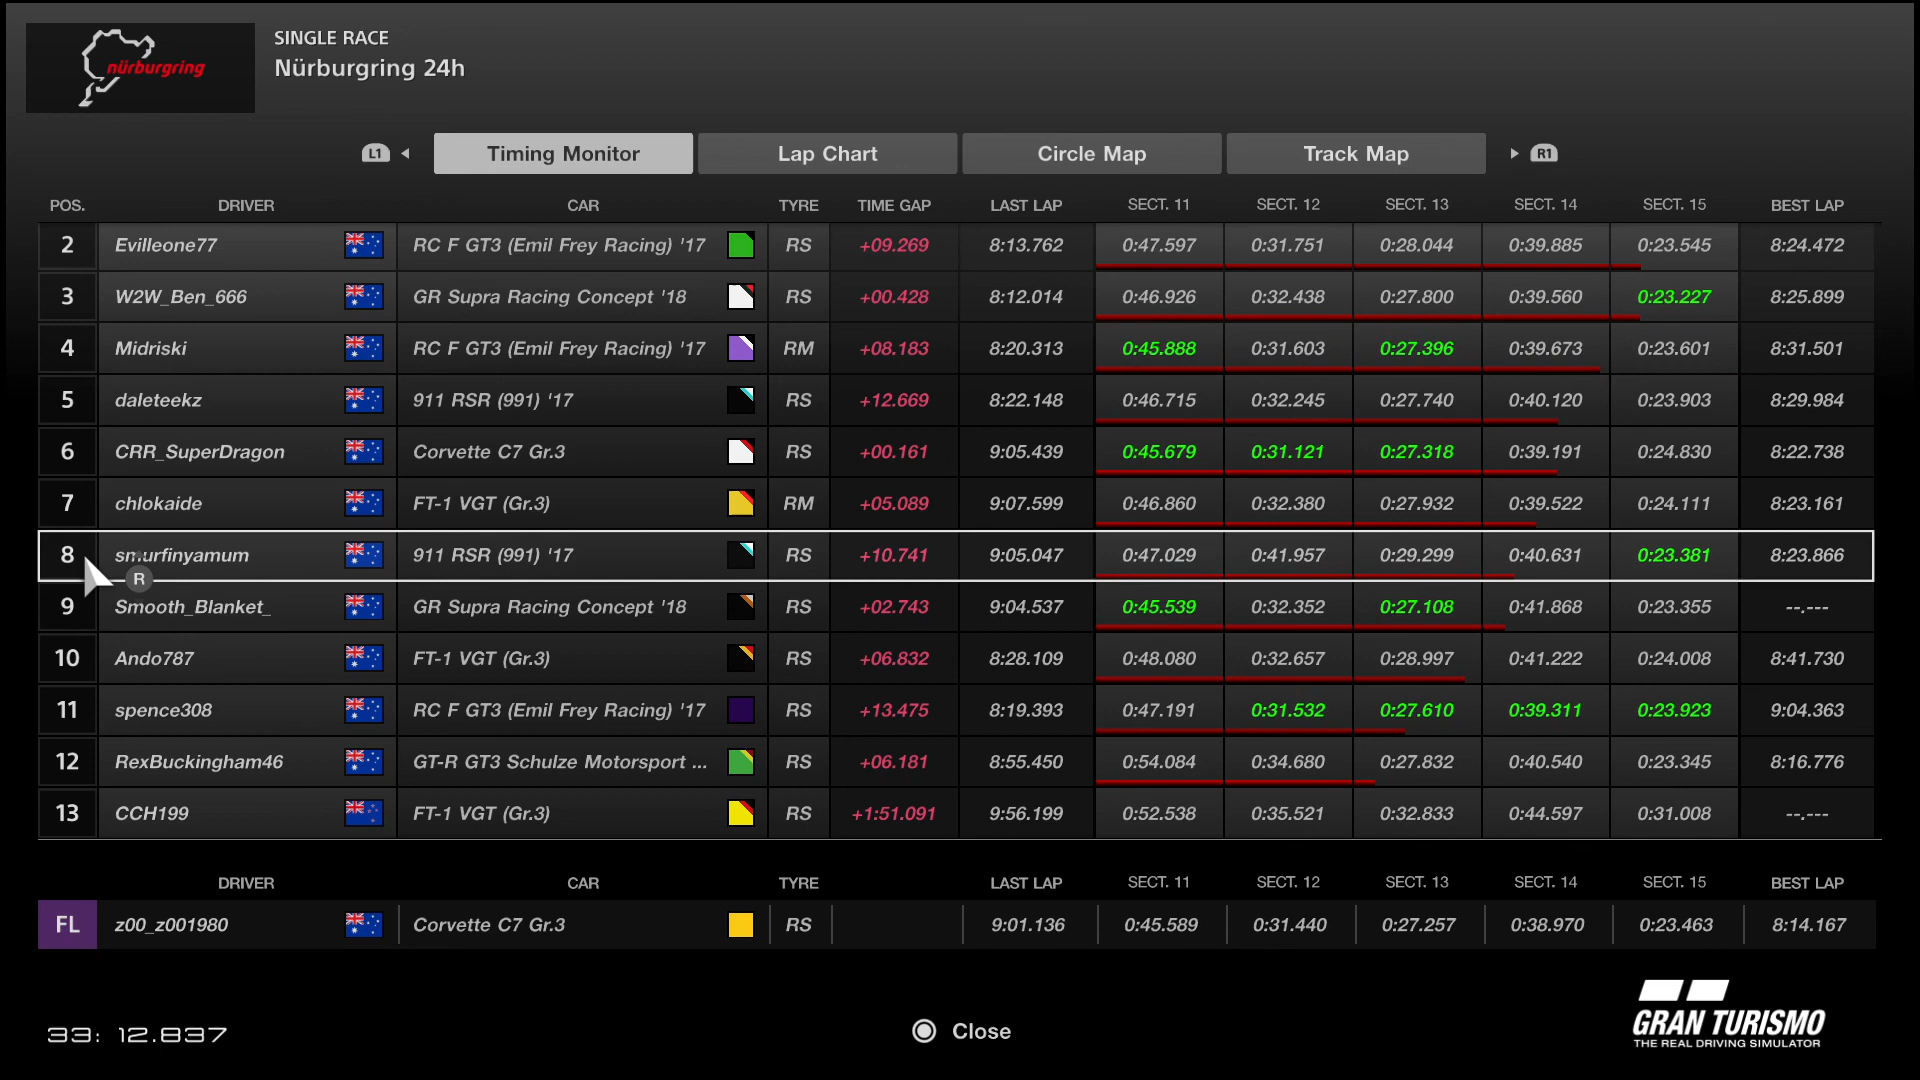 nürburgring
SINGLE RACE
Nürburgring 24h
L1 Timing Monitor Lap Chart Circle Map Track Map R1
POS. DRIVER CAR TYRE TIME GAP LAST LAP SECT. 11 SECT. 12 SECT. 13 SECT. 14 SECT. 15 BEST LAP
2 Evilleone77 RC F GT3 (Emil Frey Racing) '17 RS +09.269 8:13.762 0:47.597 0:31.751 0:28.044 0:39.885 0:23.545 8:24.472
3 W2W_Ben_666 GR Supra Racing Concept '18 RS +00.428 8:12.014 0:46.926 0:32.438 0:27.800 0:39.560 0:23.227 8:25.899
4 Midriski RC F GT3 (Emil Frey Racing) '17 RM +08.183 8:20.313 0:45.888 0:31.603 0:27.396 0:39.673 0:23.601 8:31.501
5 daleteekz 911 RSR (991) '17 RS +12.669 8:22.148 0:46.715 0:32.245 0:27.740 0:40.120 0:23.903 8:29.984
6 CRR_SuperDragon Corvette C7 Gr.3 RS +00.161 9:05.439 0:45.679 0:31.121 0:27.318 0:39.191 0:24.830 8:22.738
7 chlokaide FT-1 VGT (Gr.3) RM +05.089 9:07.599 0:46.860 0:32.380 0:27.932 0:39.522 0:24.111 8:23.161
8 smurfinyamum 911 RSR (991) '17 RS +10.741 9:05.047 0:47.029 0:41.957 0:29.299 0:40.631 0:23.381 8:23.866
R
9 Smooth_Blanket_ GR Supra Racing Concept '18 RS +02.743 9:04.537 0:45.539 0:32.352 0:27.108 0:41.868 0:23.355 --.---
10 Ando787 FT-1 VGT (Gr.3) RS +06.832 8:28.109 0:48.080 0:32.657 0:28.997 0:41.222 0:24.008 8:41.730
11 spence308 RC F GT3 (Emil Frey Racing) '17 RS +13.475 8:19.393 0:47.191 0:31.532 0:27.610 0:39.311 0:23.923 9:04.363
12 RexBuckingham46 GT-R GT3 Schulze Motorsport ... RS +06.181 8:55.450 0:54.084 0:34.680 0:27.832 0:40.540 0:23.345 8:16.776
13 CCH199 FT-1 VGT (Gr.3) RS +1:51.091 9:56.199 0:52.538 0:35.521 0:32.833 0:44.597 0:31.008 --.---
DRIVER CAR TYRE LAST LAP SECT. 11 SECT. 12 SECT. 13 SECT. 14 SECT. 15 BEST LAP
FL z00_z001980 Corvette C7 Gr.3 RS 9:01.136 0:45.589 0:31.440 0:27.257 0:38.970 0:23.463 8:14.167
33: 12.837
Close
GRAN TURISMO
THE REAL DRIVING SIMULATOR